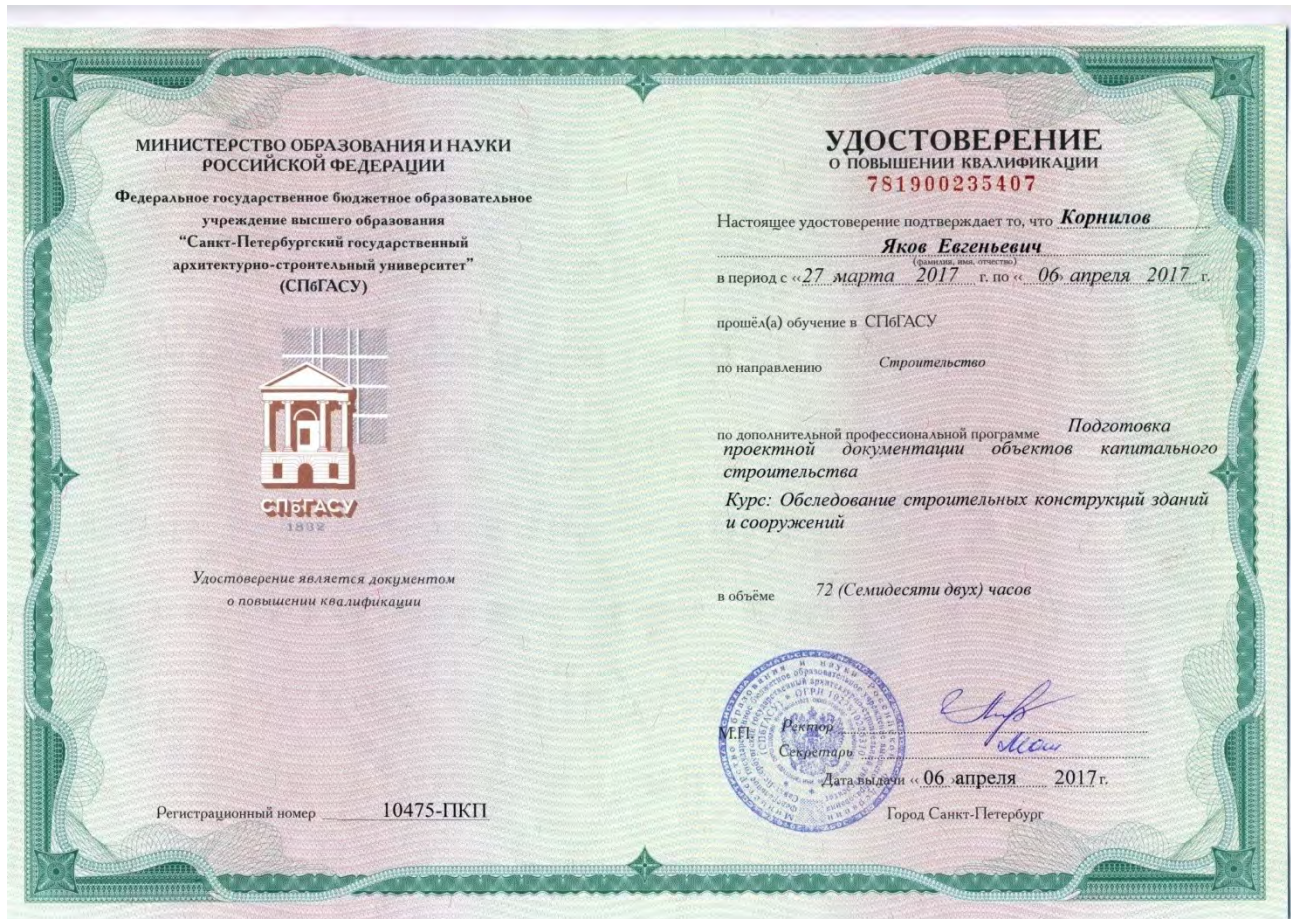 МИНИСТЕРСТВО ОБРАЗОВАНИЯ И НАУКИ
РОССИЙСКОЙ ФЕДЕРАЦИИ
Федеральное государственное бюджетное образовательное
учреждение высшего образования
“Санкт-Петербургский государственный
архитектурно-строительный университет”
(СПбГАСУ)
СПбГАСУ
1832
Удостоверение является документом
о повышении квалификации
Регистрационный номер 10475-ПКП
УДОСТОВЕРЕНИЕ
О ПОВЫШЕНИИ КВАЛИФИКАЦИИ
781900235407
Настоящее удостоверение подтверждает то, что Корнилов
Яков Евгеньевич
(фамилия, имя, отчество)
в период с «27 марта 2017 г. по « 06» апреля 2017 г.
прошёл(а) обучение в СПбГАСУ
по направлению Строительство
по дополнительной профессиональной программе Подготовка
проектной документации объектов капитального
строительства
Курс: Обследование строительных конструкций зданий
и сооружений
в объёме 72 (Семидесяти двух) часов
М.П. Ректор
Секретарь
Дата выдачи « 06 » апреля 2017 г.
Город Санкт-Петербург